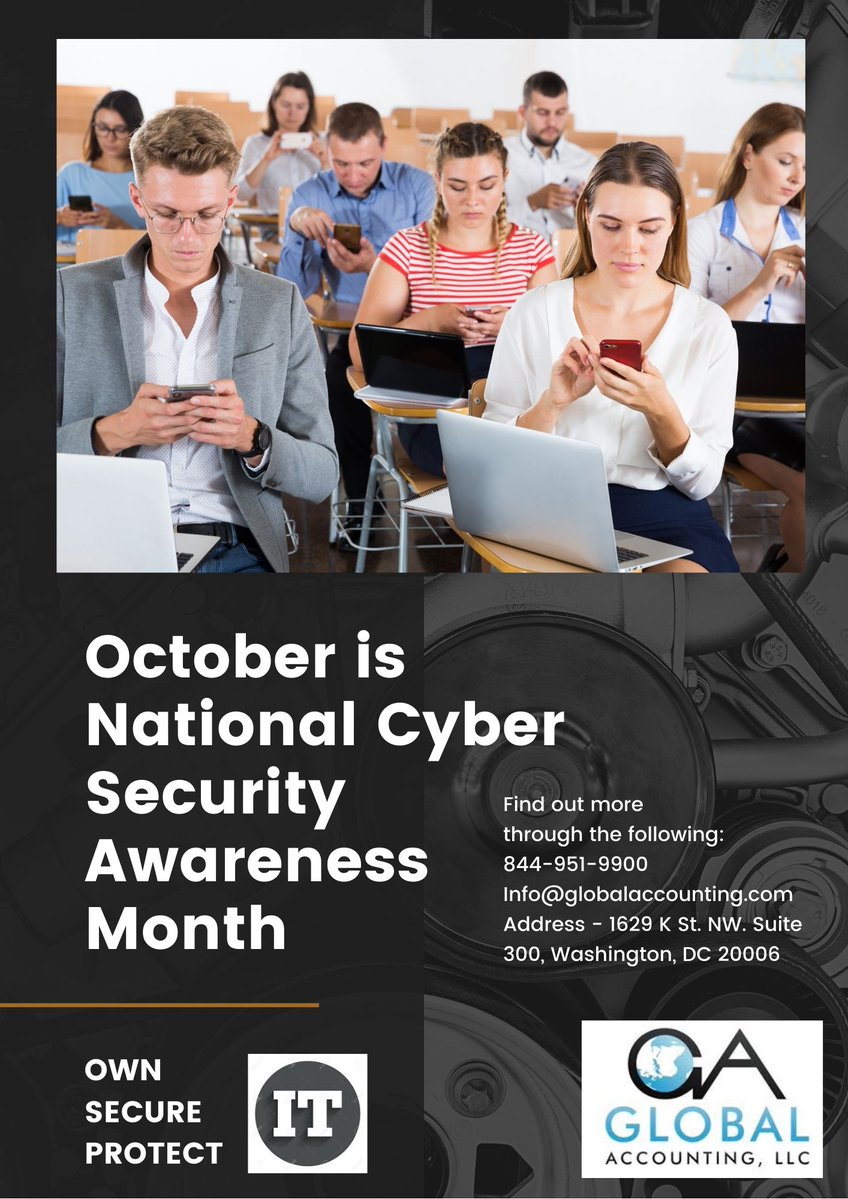 October is
National Cyber
Security
Awareness
Month
Find out more
through the following:
844-951-9900
Info@globalaccounting.com
Address - 1629 K St. NW. Suite
300, Washington, DC 20006
OWN
SECURE
PROTECT
IT
GA
GLOBAL
ACCOUNTING, LLC